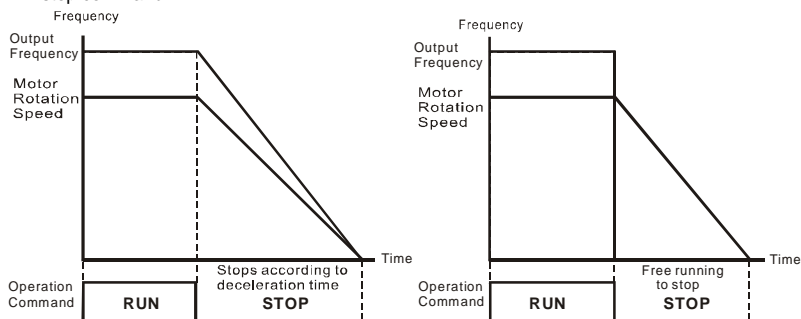 Frequency
Output
Frequency
Motor
Rotation
Speed
Time
Stops according to
deceleration time
Operation
Command
RUN
STOP
Frequency
Output
Frequency
Motor
Rotation
Speed
Time
Free running
to stop
Operation
Command
RUN
STOP